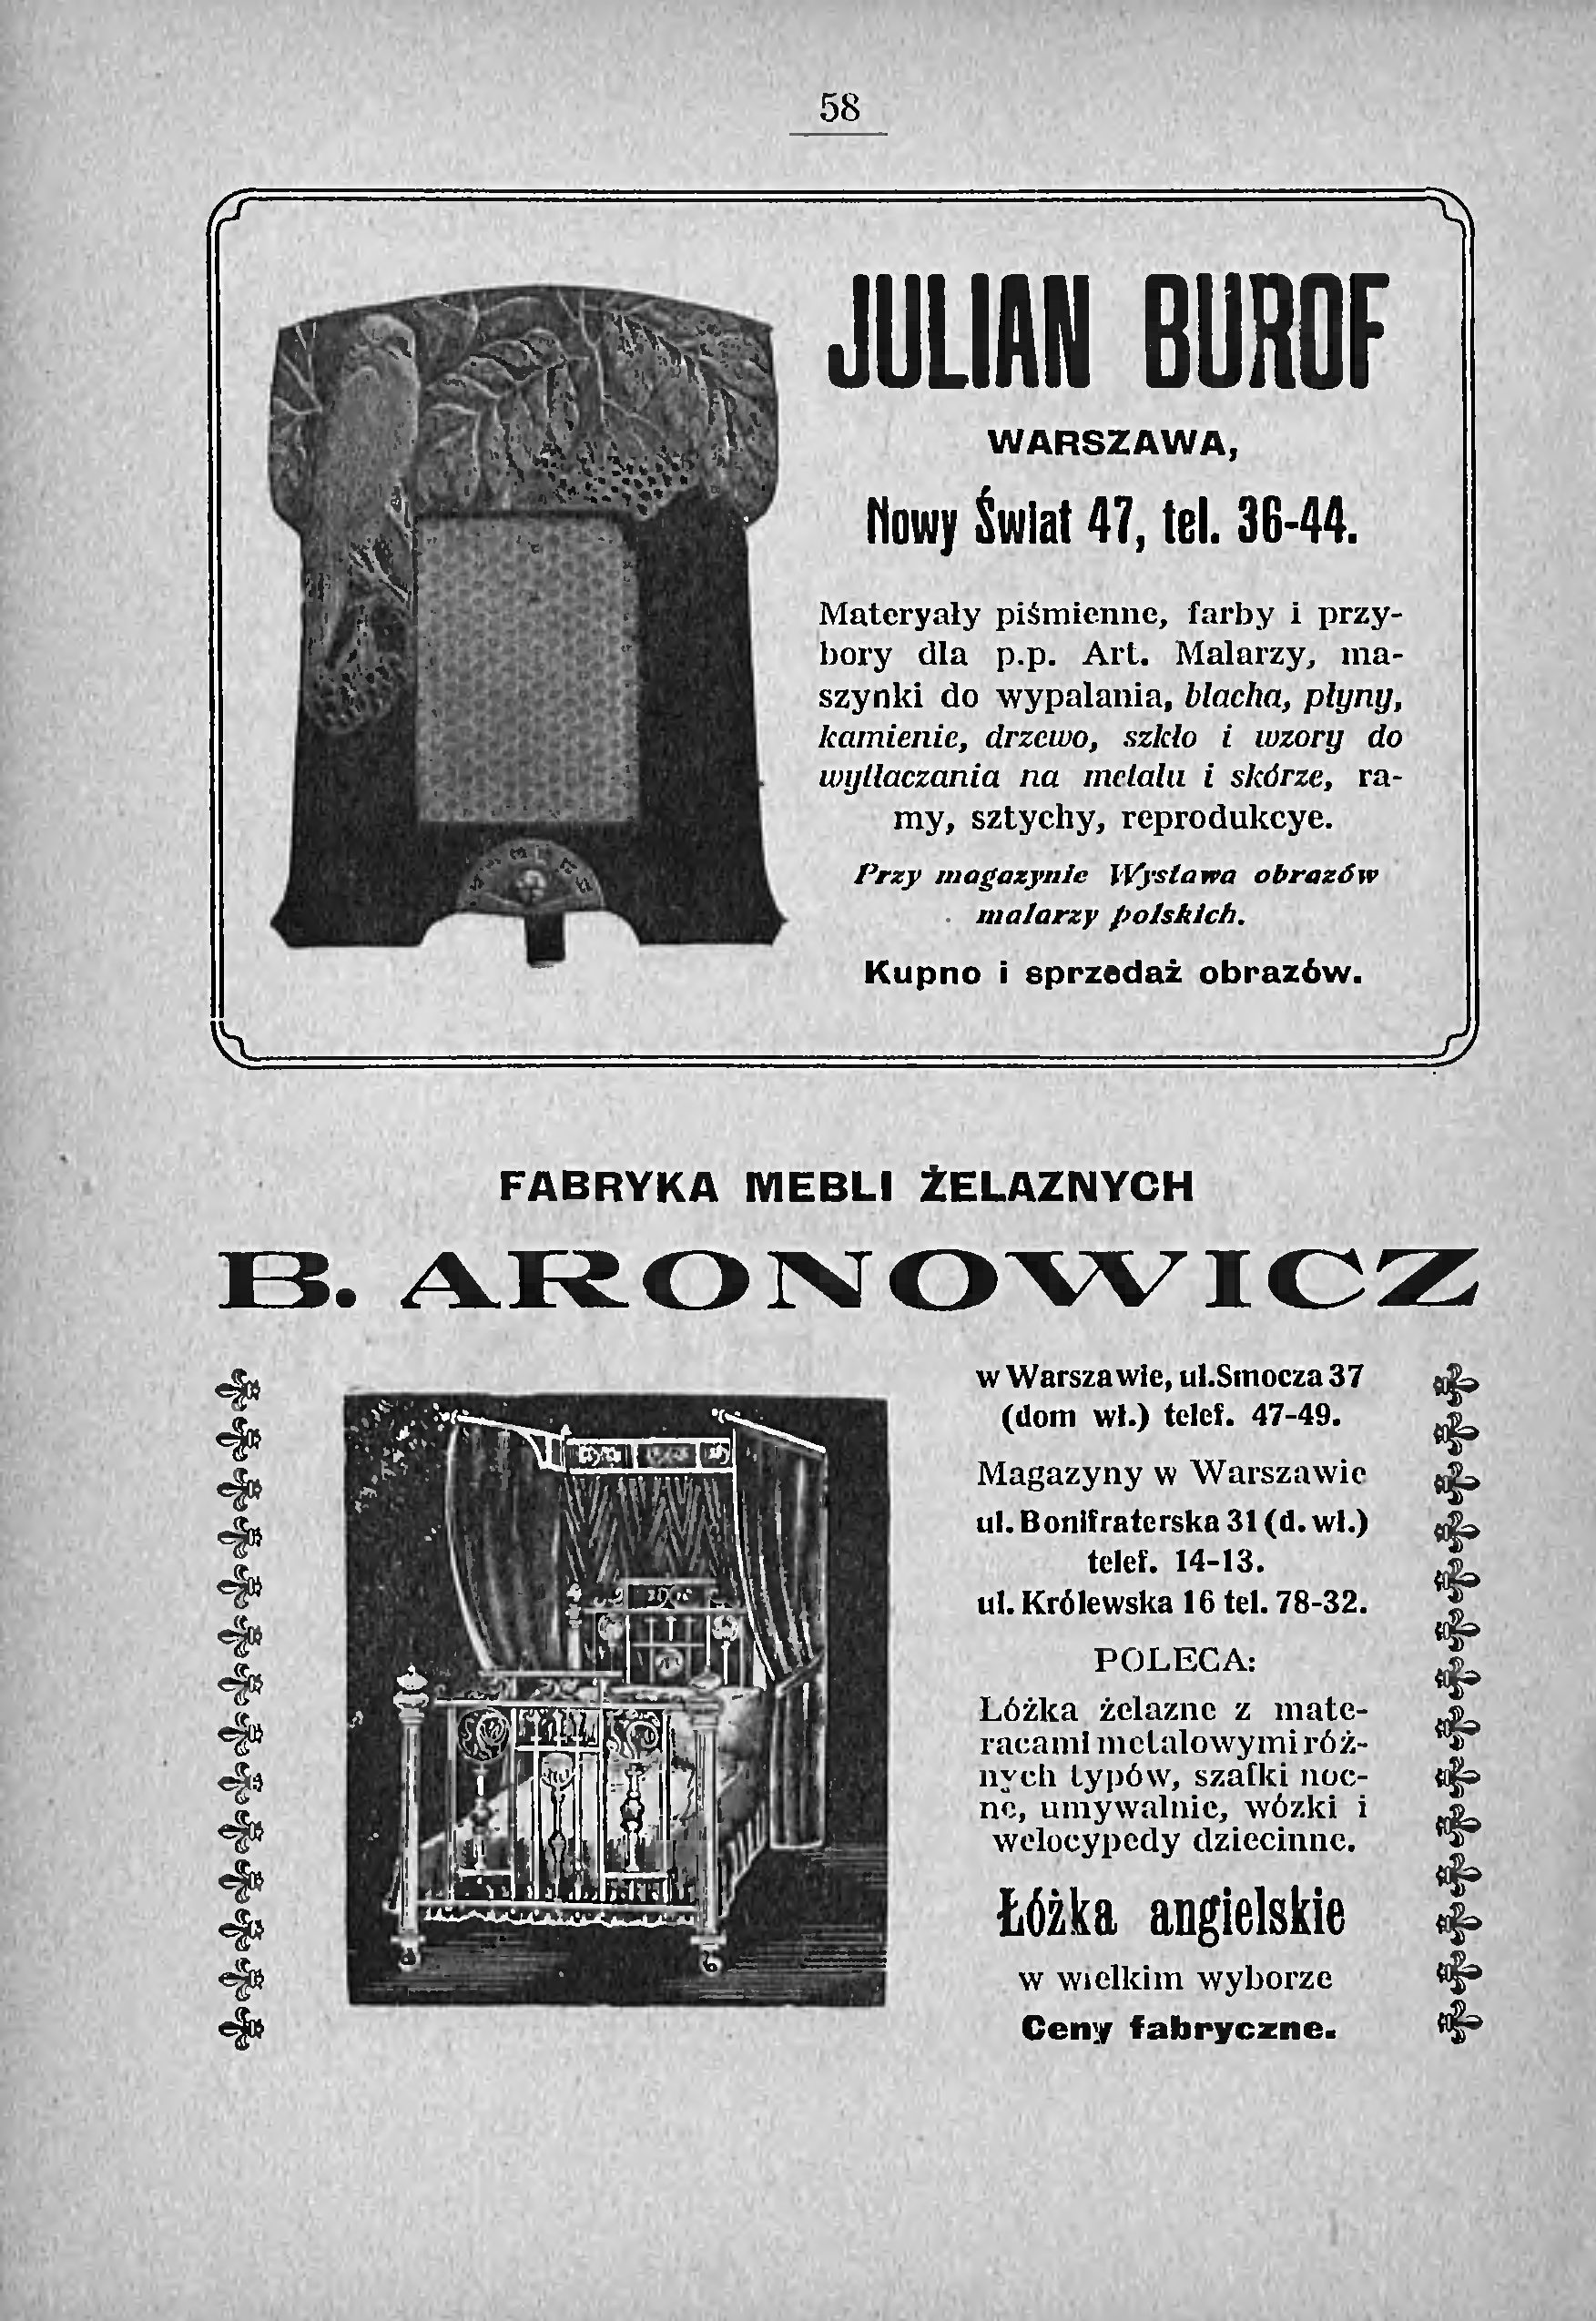 58
JULIAN BUROF
WARSZAWA,
Nowy Świat 47, tel. 36-44.
Materyały piśmienne, farby i przy-
bory dla p.p. Art. Malarzy, ma-
szynki do wypalania, blacha, płyny,
kamienie, drzewo, szkło i wzory do
wytłaczania na metalu i skórze, ra-
my, sztychy, reprodukcye.
Przy magazynie Wystawa obrazów
malarzy polskich.
Kupno i sprzedaż obrazów.
FABRYKA MEBLI ŻELAZNYCH
B. ARONOWICZ
w Warszawie, ul. Smocza 37
(dom wł.) telef. 47-49.
Magazyny w Warszawie
ul. Bonifraterska 31 (d. wł.)
telef. 14-13.
ul. Królewska 16 tel. 78-32.
POLECA:
Łóżka żelazne z mate-
racami metalowymi róż-
nych typów, szafki noc-
ne, umywalnie, wózki i
welocypedy dziecinne.
Łóżka angielskie
w wielkim wyborze
Ceny fabryczne.